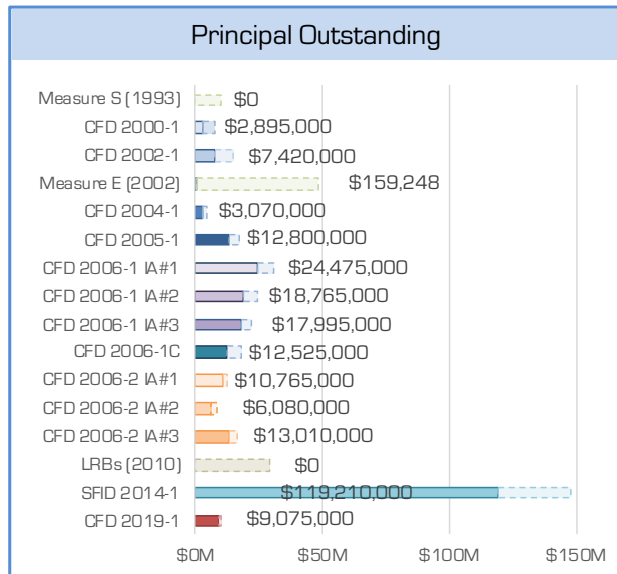 Principal Outstanding
Measure S (1993) $0
CFD 2000-1 $2,895,000
CFD 2002-1 $7,420,000
Measure E (2002) $159,248
CFD 2004-1 $3,070,000
CFD 2005-1 $12,800,000
CFD 2006-1 IA#1 $24,475,000
CFD 2006-1 IA#2 $18,765,000
CFD 2006-1 IA#3 $17,995,000
CFD 2006-1C $12,525,000
CFD 2006-2 IA#1 $10,765,000
CFD 2006-2 IA#2 $6,080,000
CFD 2006-2 IA#3 $13,010,000
LRBs (2010) $0
SFID 2014-1 $119,210,000
CFD 2019-1 $9,075,000
$0M $50M $100M $150M